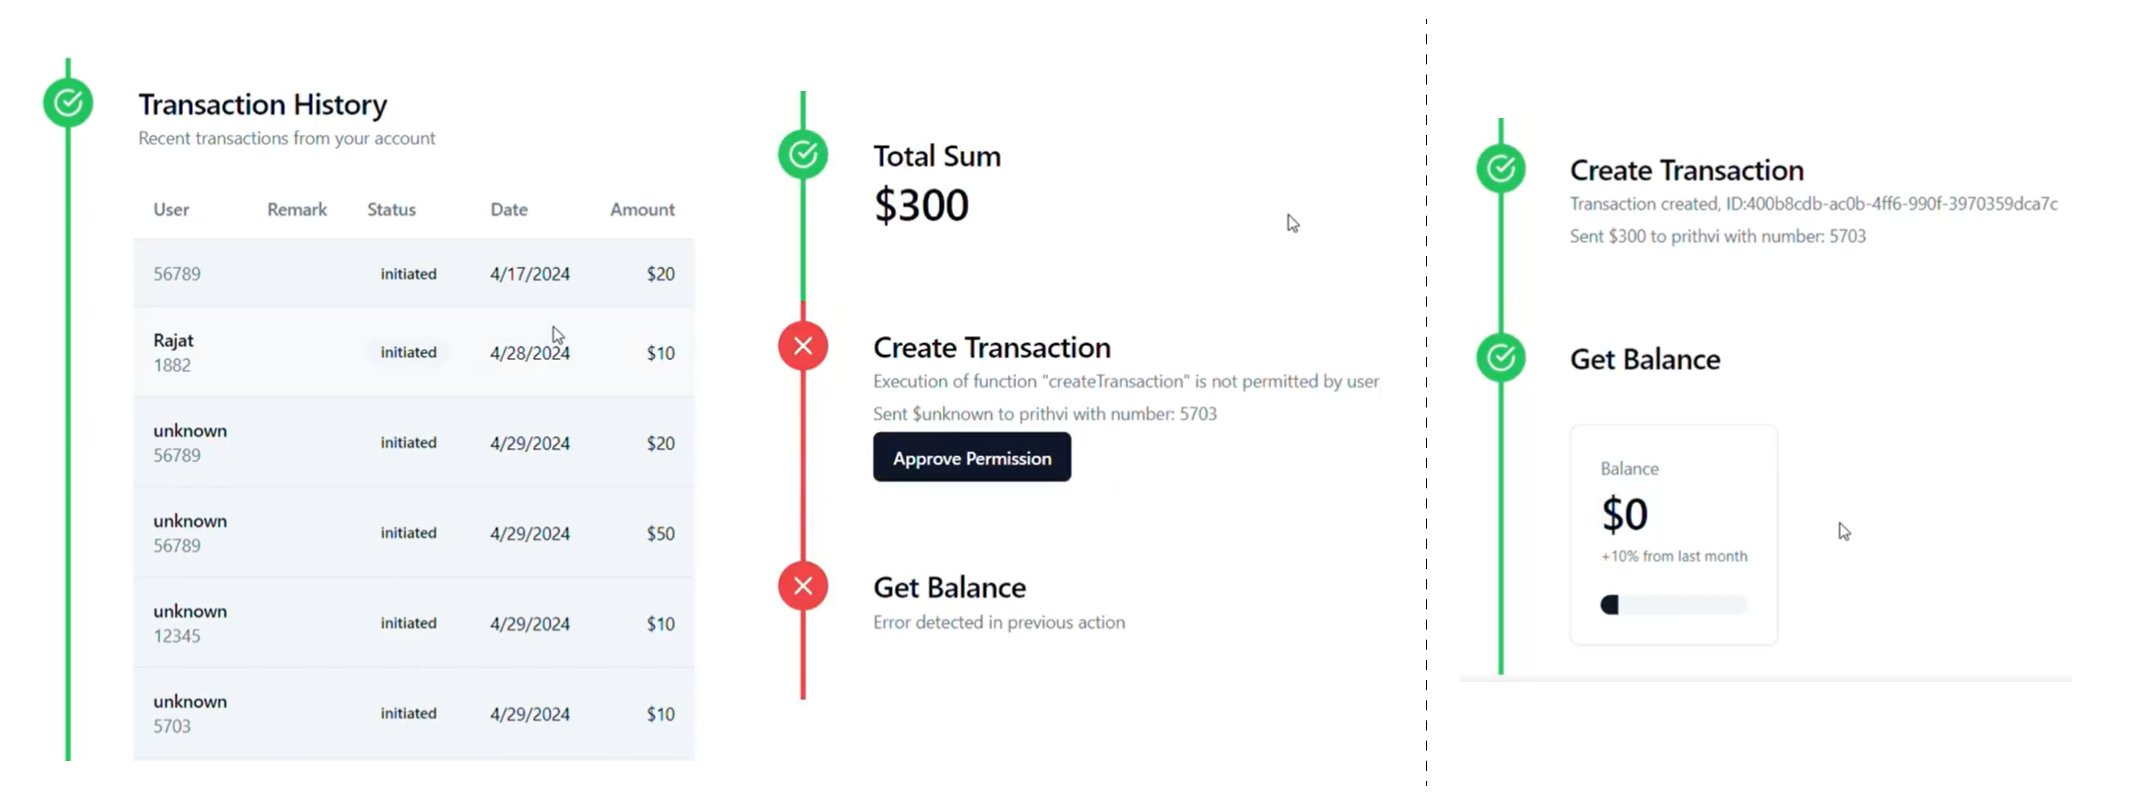 Transaction History
Recent transactions from your account
User Remark Status Date Amount
56789 initiated 4/17/2024 $20
Rajat
1882 initiated 4/28/2024 $10
unknown
56789 initiated 4/29/2024 $20
unknown
56789 initiated 4/29/2024 $50
unknown
12345 initiated 4/29/2024 $10
unknown
5703 initiated 4/29/2024 $10
Total Sum
$300
Create Transaction
Execution of function "createTransaction" is not permitted by user
Sent $unknown to prithvi with number: 5703
Approve Permission
Get Balance
Error detected in previous action
Create Transaction
Transaction created, ID:400b8cdb-ac0b-4ff6-990f-3970359dca7c
Sent $300 to prithvi with number: 5703
Get Balance
Balance
$0
+10% from last month